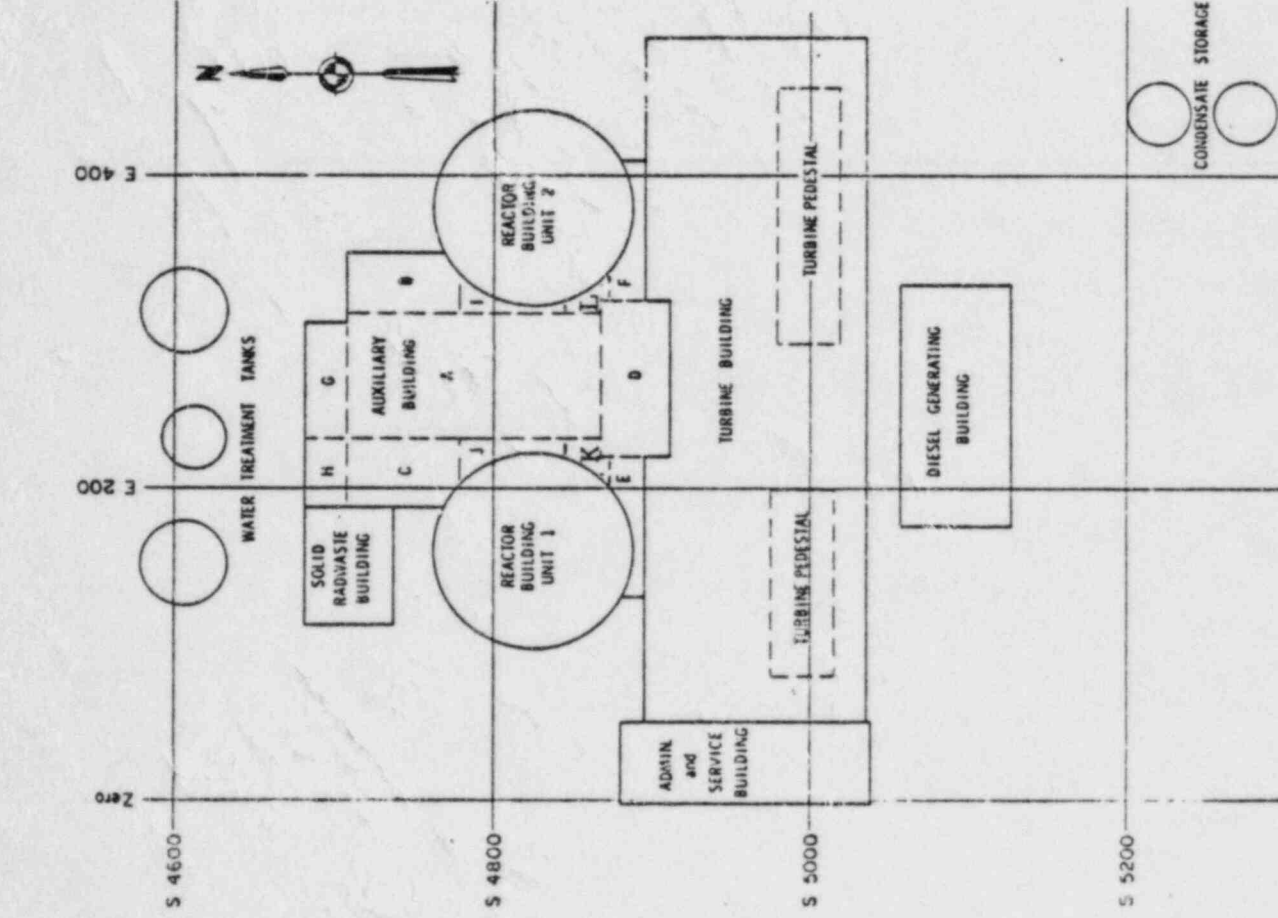 Zero
E 200
E 400
S 4600
N
WATER TREATMENT TANKS
SOLID
RADWASTE
BUILDING
H
G
AUXILIARY
BUILDING
C
A
B
S 4800
J
I
REACTOR
BUILDING
UNIT 1
REACTOR
BUILDING
UNIT 2
K
L
E
D
F
ADMIN.
and
SERVICE
BUILDING
TURBINE BUILDING
S 5000
TURBINE PEDESTAL
TURBINE PEDESTAL
DIESEL GENERATING
BUILDING
S 5200
CONDENSATE STORAGE